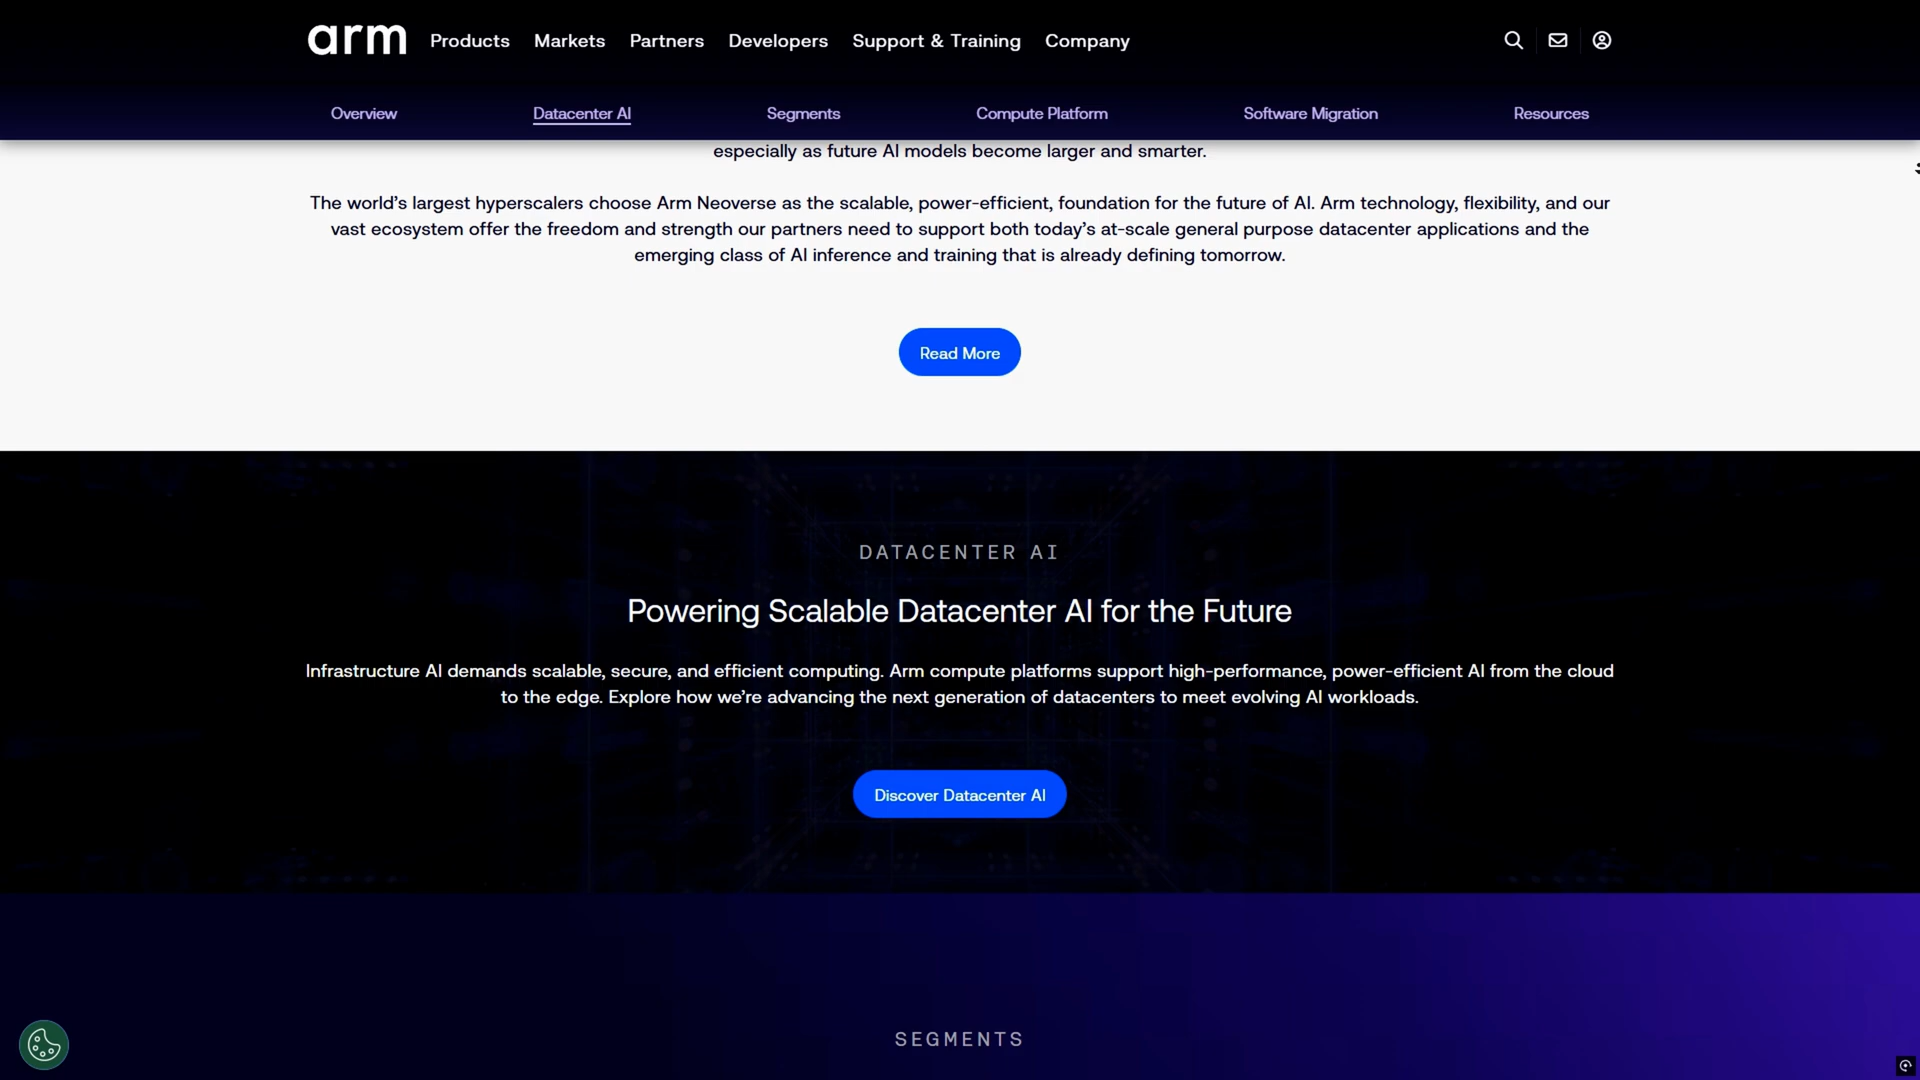 arm Products Markets Partners Developers Support & Training Company
Overview Datacenter AI Segments Compute Platform Software Migration Resources
especially as future AI models become larger and smarter.
The world’s largest hyperscalers choose Arm Neoverse as the scalable, power-efficient, foundation for the future of AI. Arm technology, flexibility, and our
vast ecosystem offer the freedom and strength our partners need to support both today’s at-scale general purpose datacenter applications and the
emerging class of AI inference and training that is already defining tomorrow.
Read More
DATACENTER AI
Powering Scalable Datacenter AI for the Future
Infrastructure AI demands scalable, secure, and efficient computing. Arm compute platforms support high-performance, power-efficient AI from the cloud
to the edge. Explore how we’re advancing the next generation of datacenters to meet evolving AI workloads.
Discover Datacenter AI
SEGMENTS